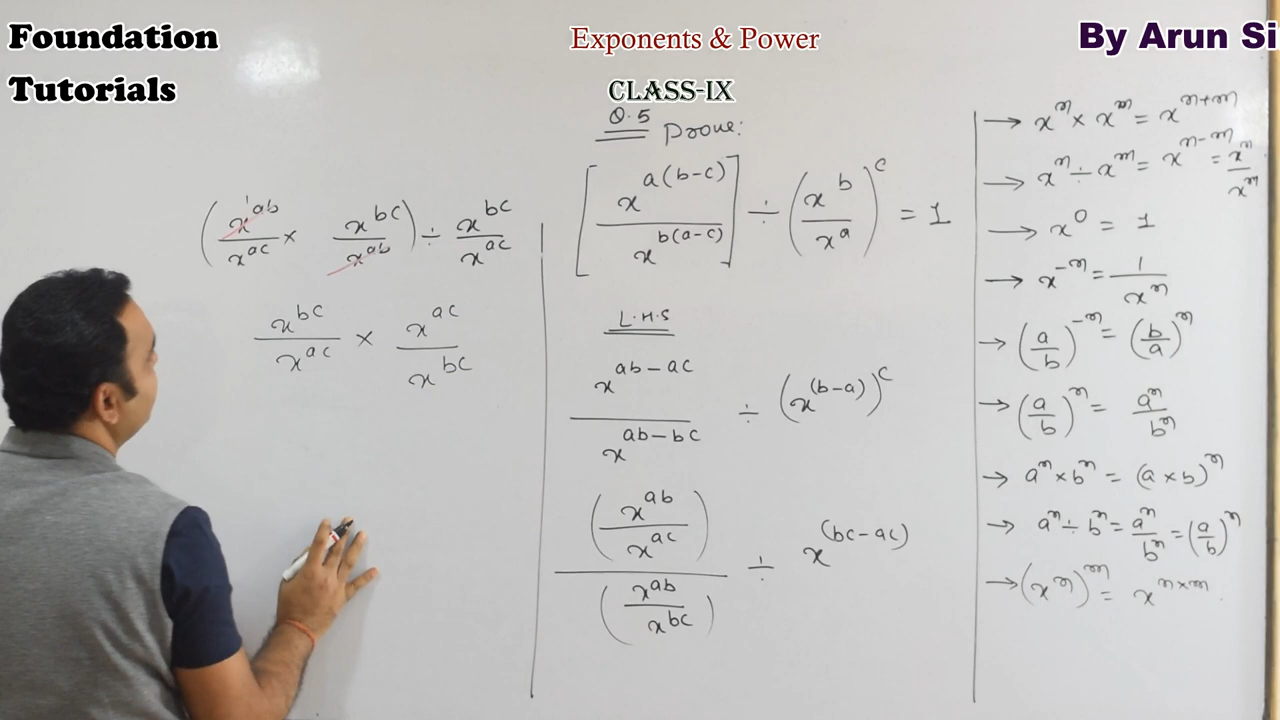 Foundation
Tutorials
Exponents & Power
CLASS-IX
By Arun Si
Q.5 Prove:
[x^{a(b-c)} / x^{b(a-c)}] ÷ (x^b / x^a)^c = 1
L.H.S
x^{ab-ac} / x^{ab-bc} ÷ (x^{(b-a)})^c
(x^{ab} / x^{ac}) / (x^{ab} / x^{bc}) ÷ x^{(bc-ac)}
(x^{ab} / x^{ac} × x^{bc} / x^{ab}) ÷ x^{bc} / x^{ac}
x^{bc} / x^{ac} × x^{ac} / x^{bc}
→ x^n × x^m = x^{n+m}
→ x^n ÷ x^m = x^{n-m} = x^n / x^m
→ x^0 = 1
→ x^{-n} = 1 / x^n
→ (a/b)^{-n} = (b/a)^n
→ (a/b)^n = a^n / b^n
→ a^n × b^n = (a × b)^n
→ a^n ÷ b^n = a^n / b^n = (a/b)^n
→ (x^n)^m = x^{n×m}